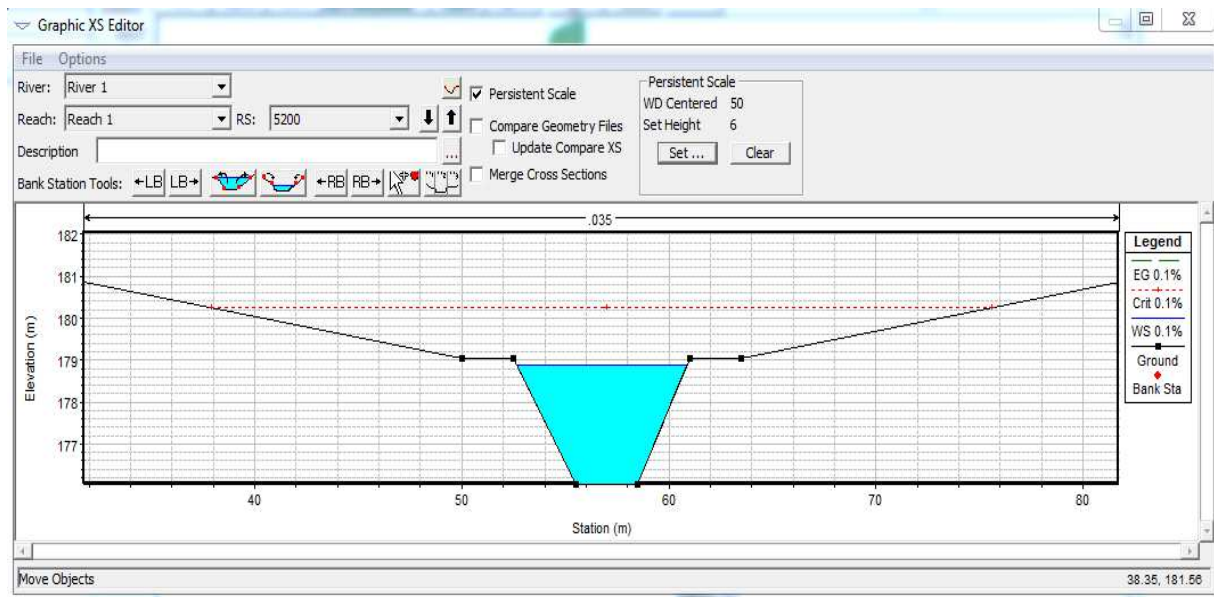 Graphic XS Editor
File Options
River: River 1
Reach: Reach 1 RS: 5200
Description ...
Bank Station Tools: LB LB RB RB
Persistent Scale
Compare Geometry Files
Update Compare XS
Merge Cross Sections
Persistent Scale
WD Centered 50
Set Height 6
Set ... Clear
.035
182
181
180
179
178
177
Elevation (m)
40 50 60 70 80
Station (m)
Legend
EG 0.1%
Crit 0.1%
WS 0.1%
Ground
Bank Sta
Move Objects 38.35, 181.56